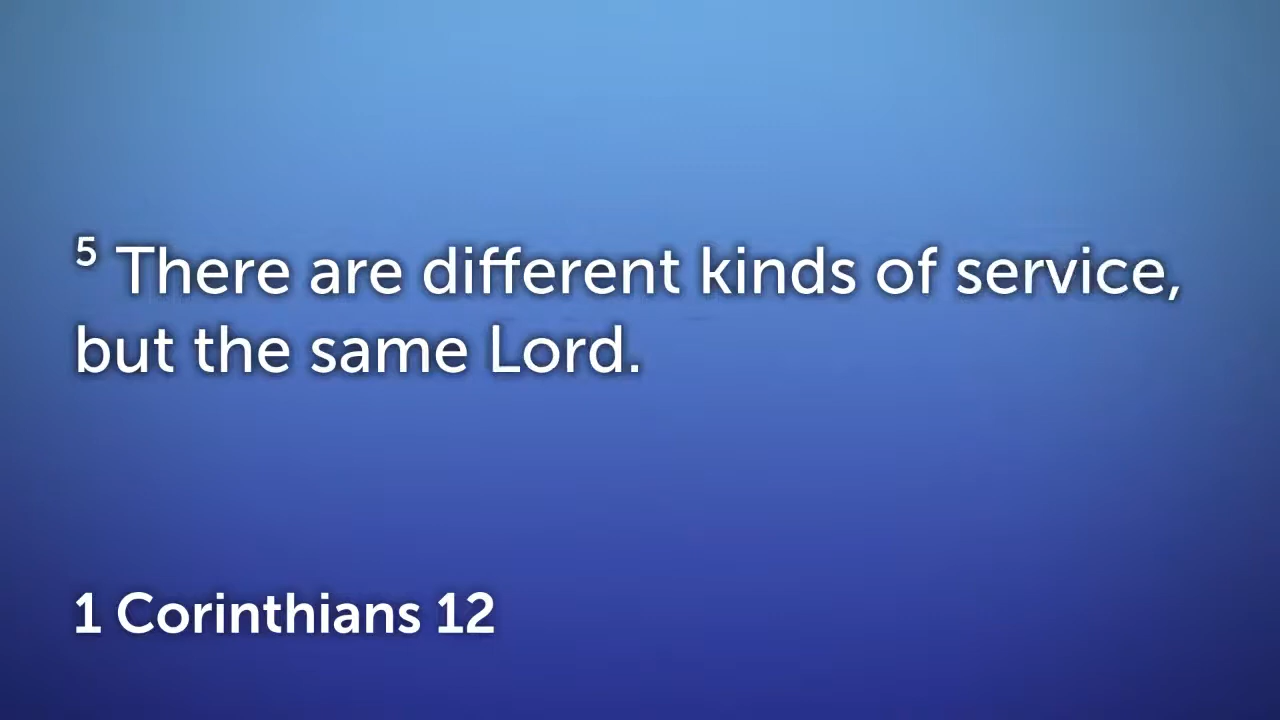 ⁵ There are different kinds of service,
but the same Lord.
1 Corinthians 12